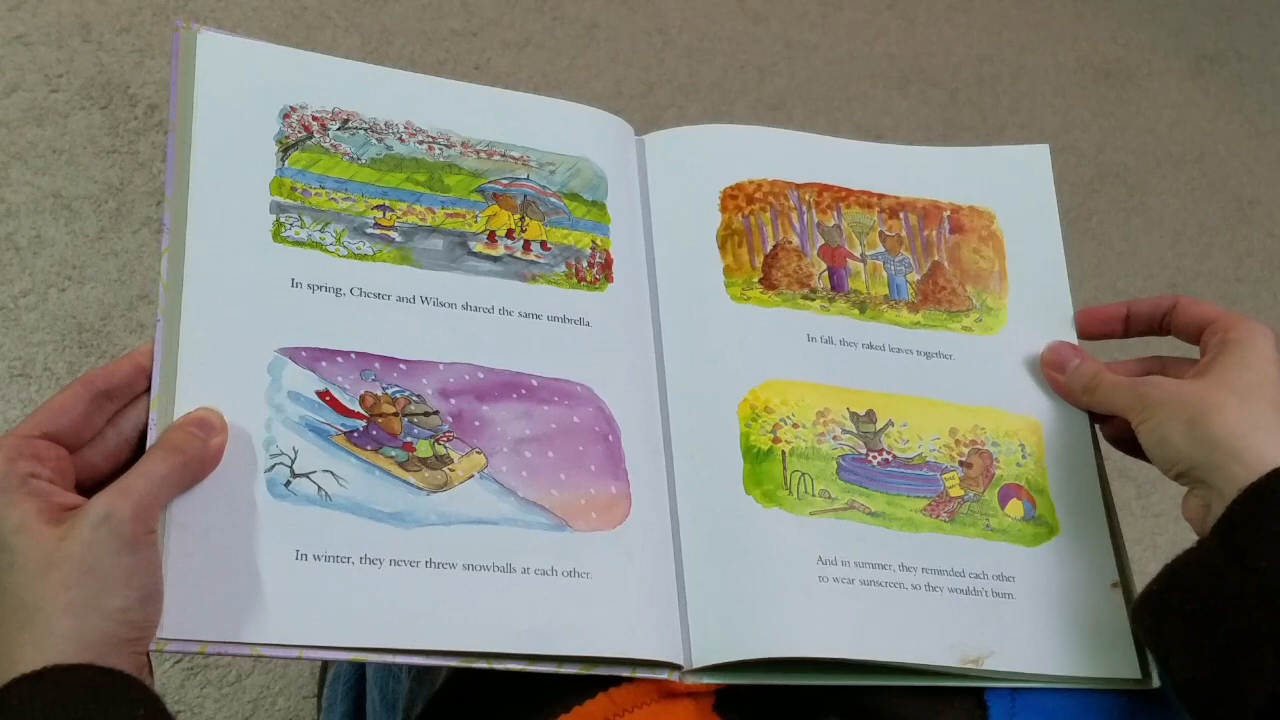 In spring, Chester and Wilson shared the same umbrella.
In winter, they never threw snowballs at each other.
In fall, they raked leaves together.
And in summer, they reminded each other
to wear sunscreen, so they wouldn't burn.